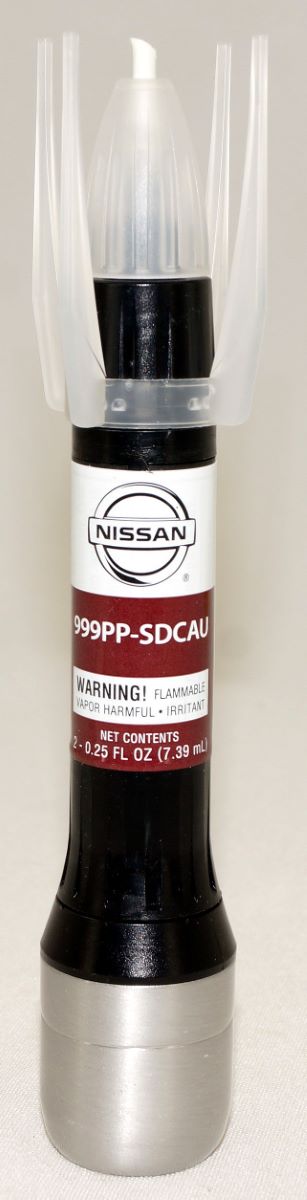 NISSAN
®
999PP-SDCAU
WARNING! FLAMMABLE
VAPOR HARMFUL • IRRITANT
NET CONTENTS
2 - 0.25 FL OZ (7.39 mL)